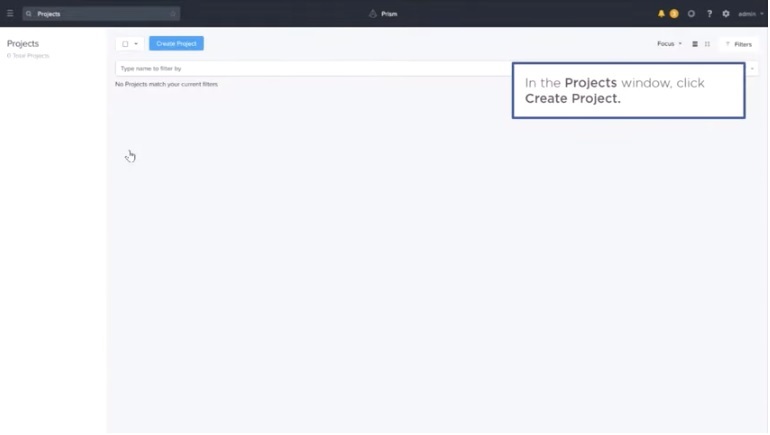 Projects
Prism
admin
Projects
0 Total Projects
Create Project
Focus
Filters
Type name to filter by
No Projects match your current filters
In the Projects window, click
Create Project.